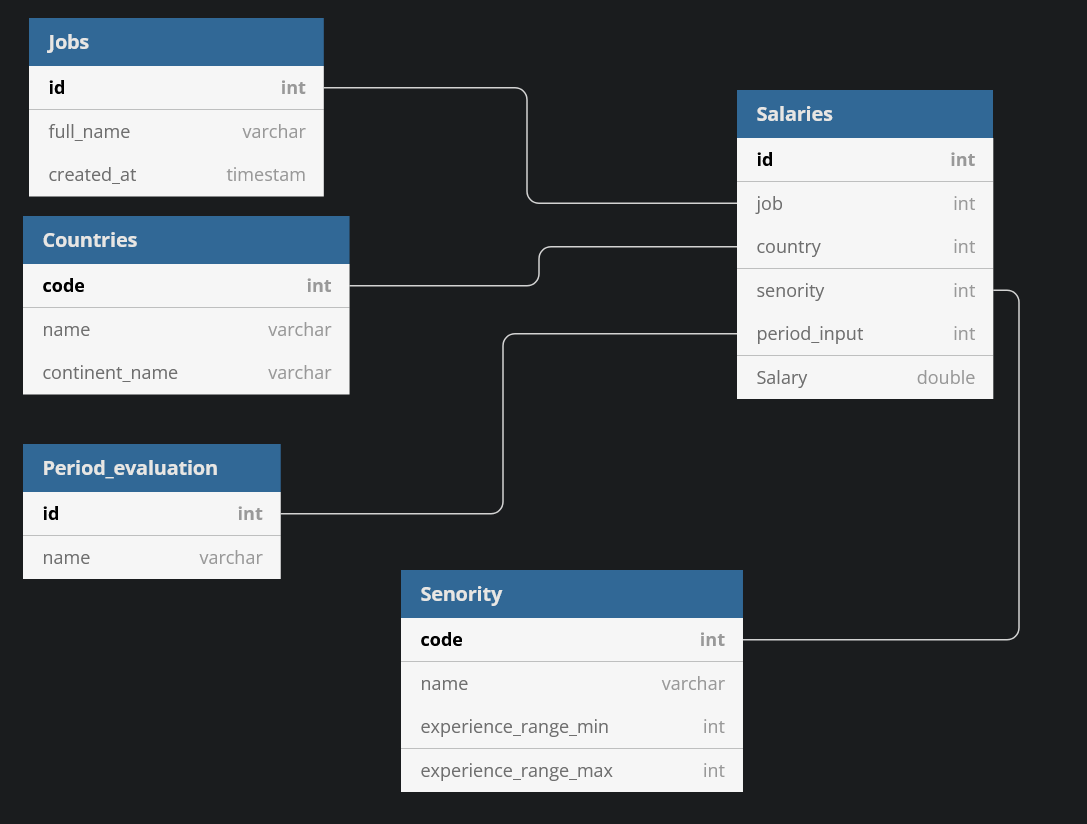 Jobs
id int
full_name varchar
created_at timestam
Countries
code int
name varchar
continent_name varchar
Period_evaluation
id int
name varchar
Salaries
id int
job int
country int
senority int
period_input int
Salary double
Senority
code int
name varchar
experience_range_min int
experience_range_max int